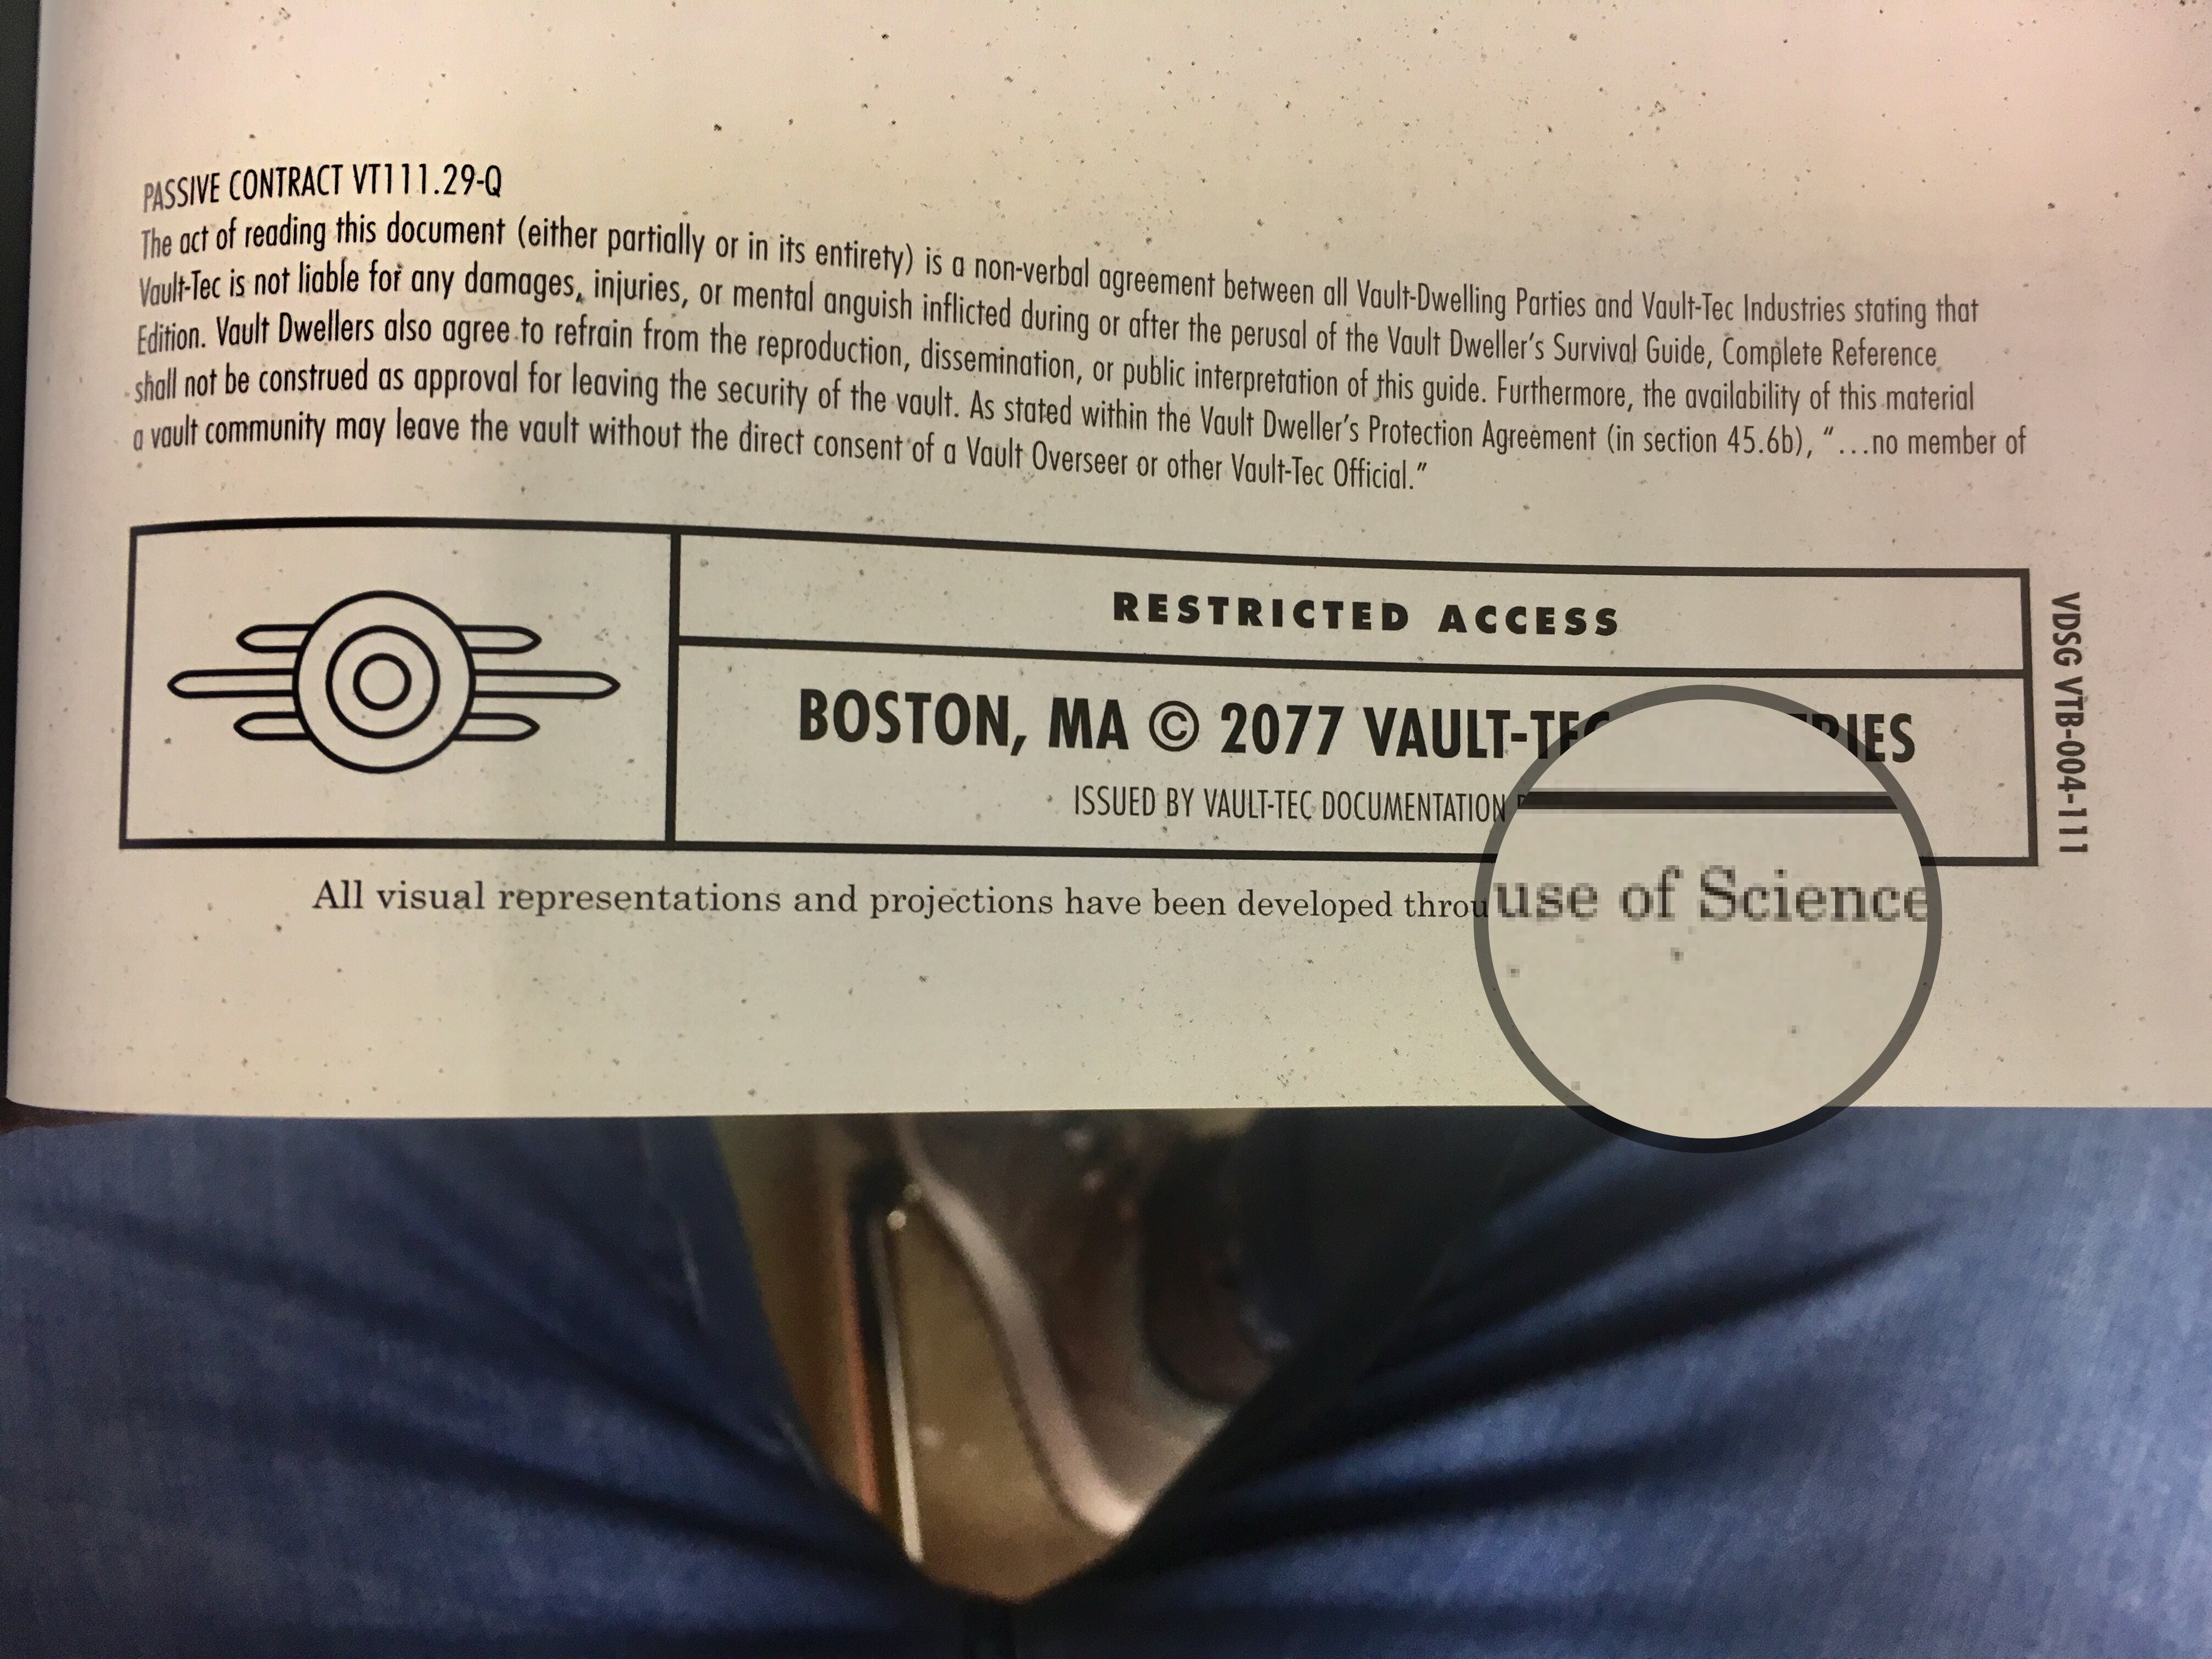 PASSIVE CONTRACT VT111.29-Q
The act of reading this document (either partially or in its entirety) is a non-verbal agreement between all Vault-Dwelling Parties and Vault-Tec Industries stating that
Vault-Tec is not liable for any damages, injuries, or mental anguish inflicted during or after the perusal of the Vault Dweller's Survival Guide, Complete Reference
Edition. Vault Dwellers also agree to refrain from the reproduction, dissemination, or public interpretation of this guide. Furthermore, the availability of this material
shall not be construed as approval for leaving the security of the vault. As stated within the Vault Dweller's Protection Agreement (in section 45.6b), "...no member of
a vault community may leave the vault without the direct consent of a Vault Overseer or other Vault-Tec Official."
RESTRICTED ACCESS
BOSTON, MA © 2077 VAULT-TEC
ISSUED BY VAULT-TEC DOCUMENTATION
VDSG VTB-004-111
All visual representations and projections have been developed throu use of Science